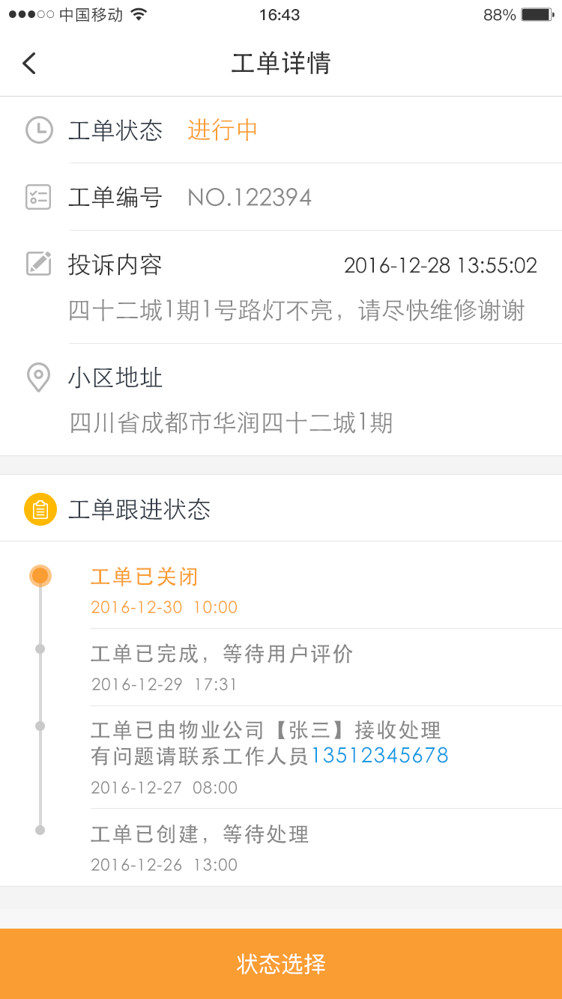 中国移动 16:43 88%
工单详情
工单状态 进行中
工单编号 NO.122394
投诉内容 2016-12-28 13:55:02
四十二城1期1号路灯不亮，请尽快维修谢谢
小区地址
四川省成都市华润四十二城1期
工单跟进状态
工单已关闭
2016-12-30 10:00
工单已完成，等待用户评价
2016-12-29 17:31
工单已由物业公司【张三】接收处理
有问题请联系工作人员13512345678
2016-12-27 08:00
工单已创建，等待处理
2016-12-26 13:00
状态选择